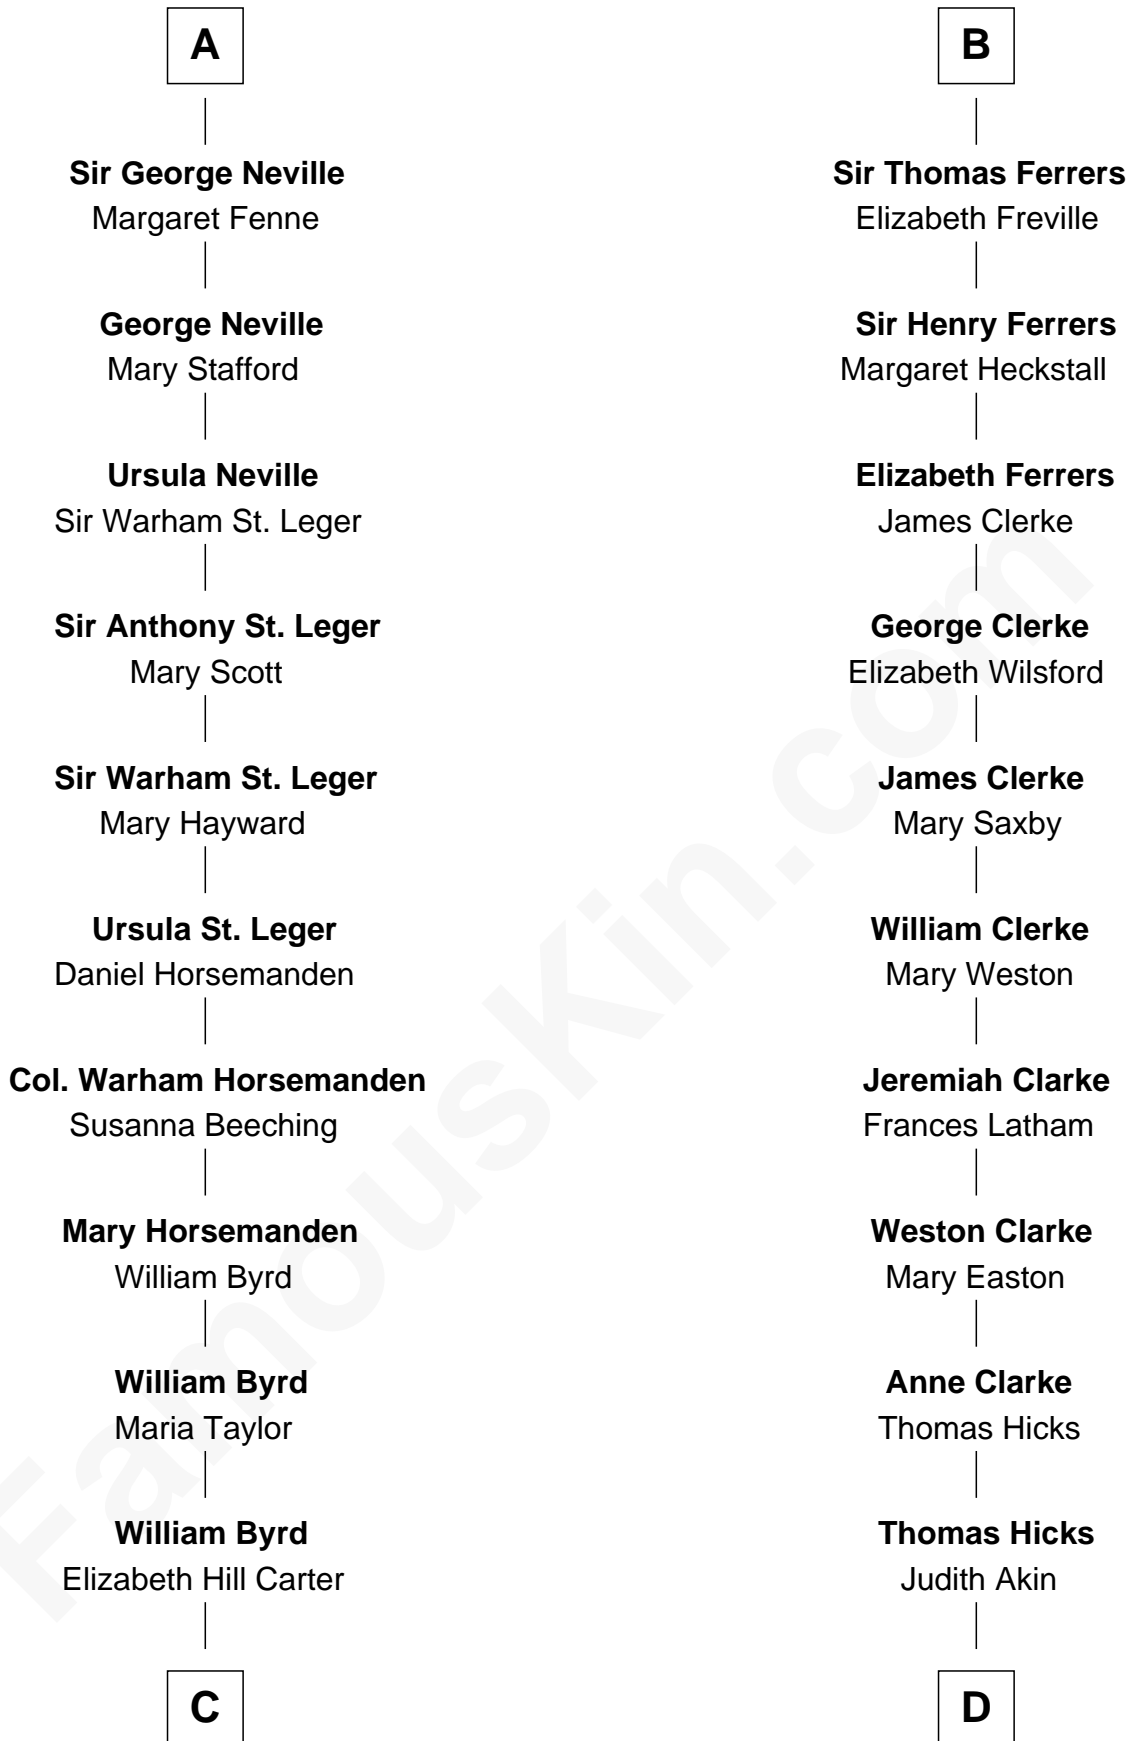 A
Sir George Neville
Margaret Fenne
George Neville
Mary Stafford
Ursula Neville
Sir Warham St. Leger
Sir Anthony St. Leger
Mary Scott
Sir Warham St. Leger
Mary Hayward
Ursula St. Leger
Daniel Horsemanden
Col. Warham Horsemanden
Susanna Beeching
Mary Horsemanden
William Byrd
William Byrd
Maria Taylor
William Byrd
Elizabeth Hill Carter
C
B
Sir Thomas Ferrers
Elizabeth Freville
Sir Henry Ferrers
Margaret Heckstall
Elizabeth Ferrers
James Clerke
George Clerke
Elizabeth Wilsford
James Clerke
Mary Saxby
William Clerke
Mary Weston
Jeremiah Clarke
Frances Latham
Weston Clarke
Mary Easton
Anne Clarke
Thomas Hicks
Thomas Hicks
Judith Akin
D
FamousKin.com